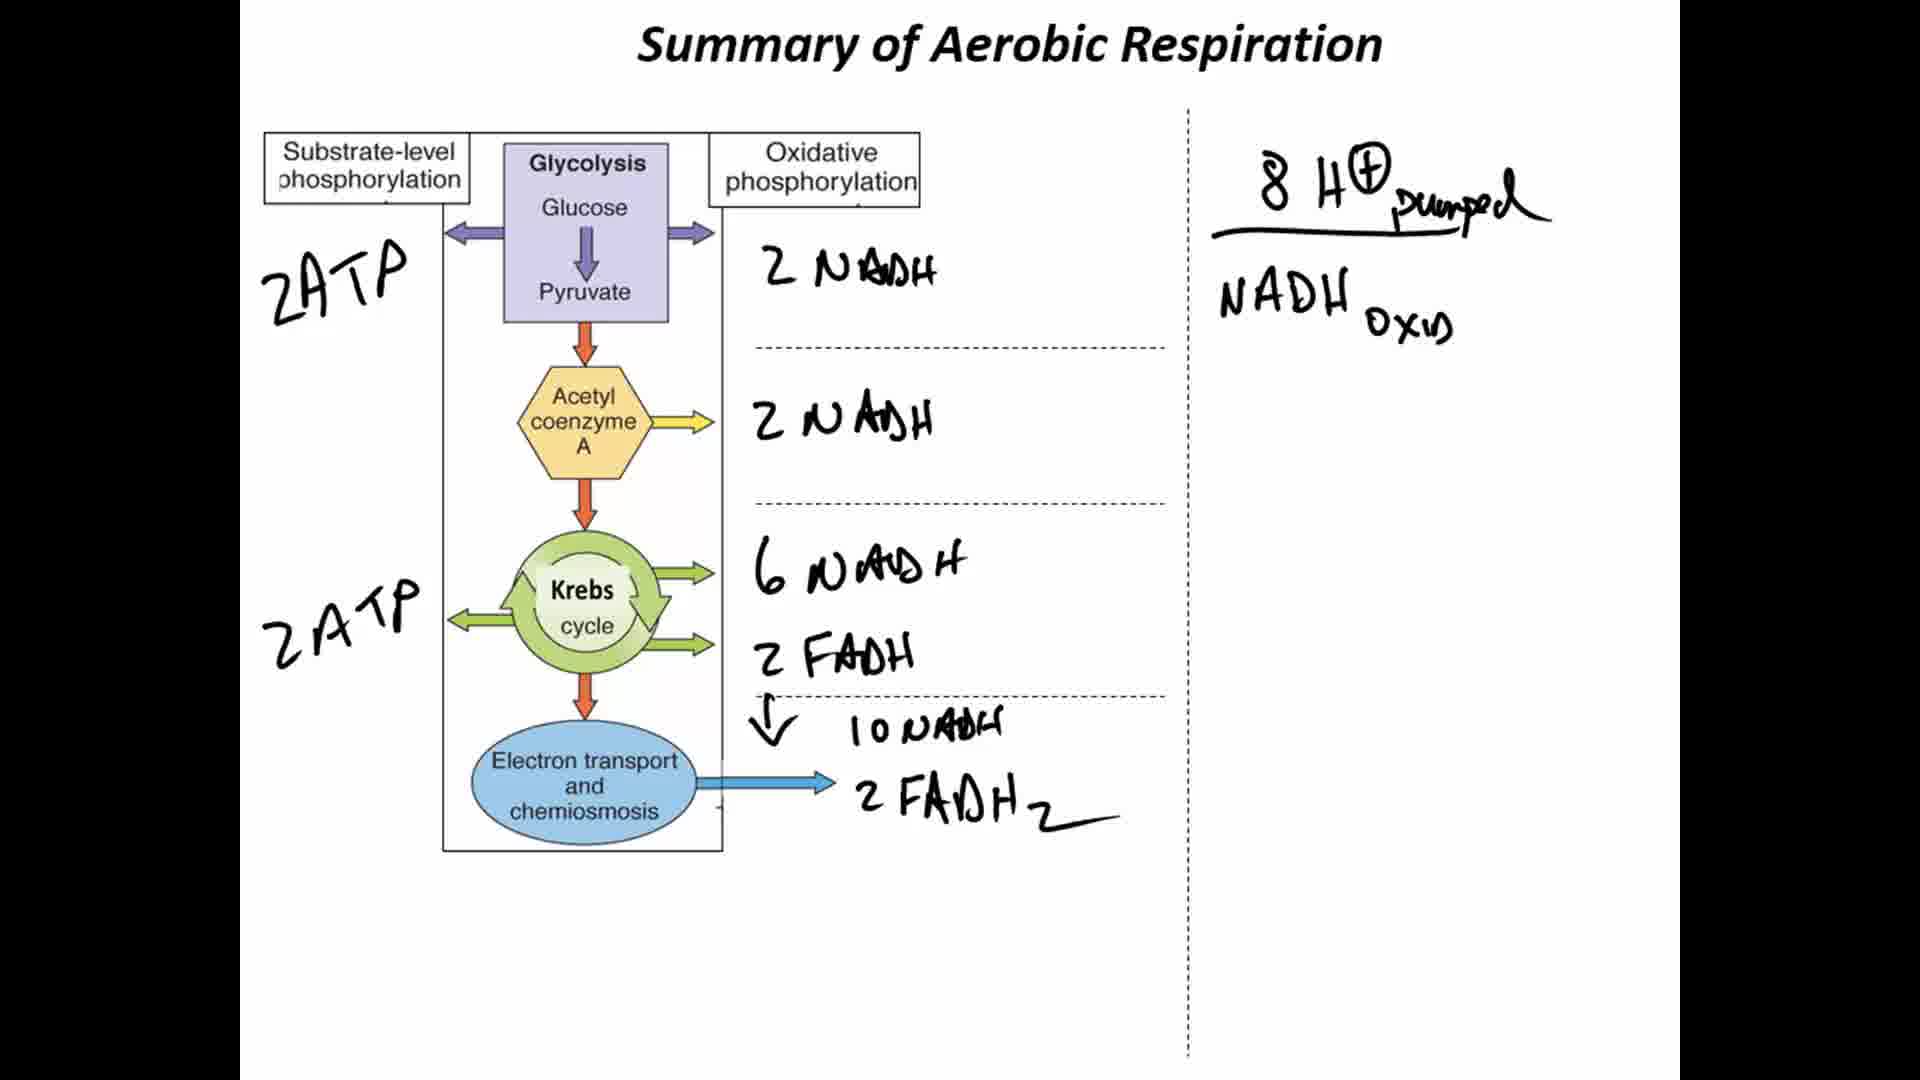 Summary of Aerobic Respiration
Substrate-level
phosphorylation
Glycolysis
Glucose
Pyruvate
Oxidative
phosphorylation
2ATP
2 NADH
Acetyl
coenzyme
A
2 NADH
Krebs
cycle
2ATP
6 NADH
2 FADH
Electron transport
and
chemiosmosis
10 NADH
2 FADH2
8 H+ pumped
NADH OXID